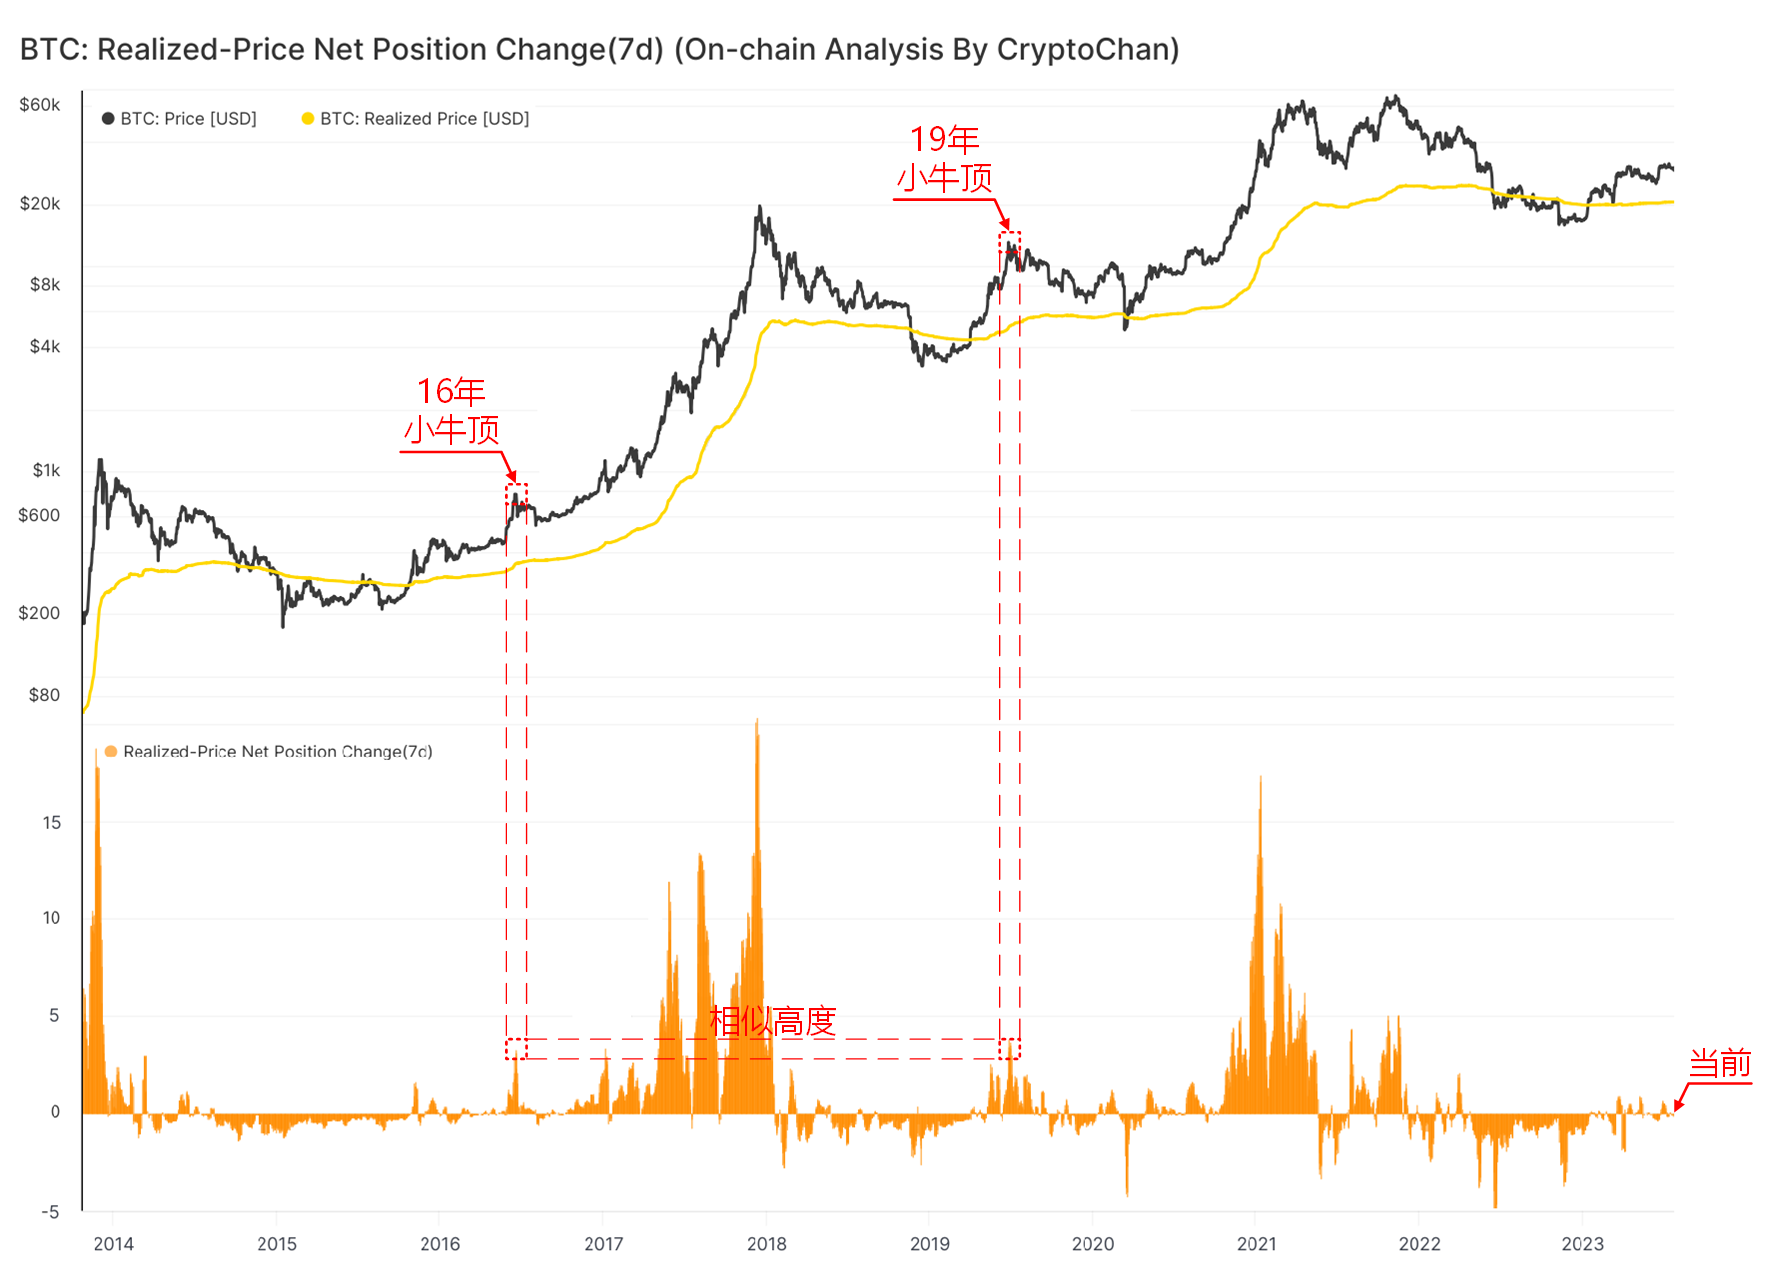 BTC: Realized-Price Net Position Change(7d) (On-chain Analysis By CryptoChan)
$60k
BTC: Price [USD]
BTC: Realized Price [USD]
19年
小牛顶
$20k
$8k
$4k
16年
小牛顶
$1k
$600
$200
$80
Realized-Price Net Position Change(7d)
15
10
5
相似高度
当前
0
-5
2014
2015
2016
2017
2018
2019
2020
2021
2022
2023